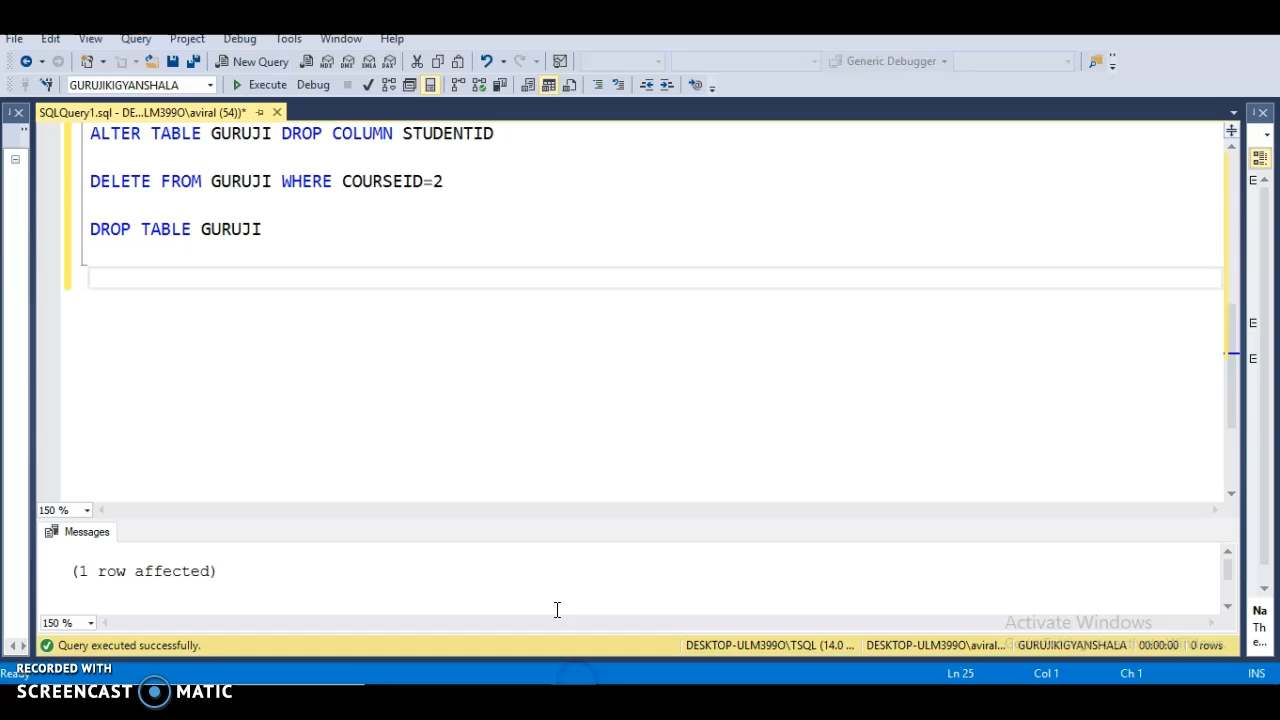 File Edit View Query Project Debug Tools Window Help
New Query Generic Debugger
GURUJIKIGYANSHALA Execute Debug
SQLQuery1.sql - DE...LM399O\aviral (54))*
ALTER TABLE GURUJI DROP COLUMN STUDENTID
DELETE FROM GURUJI WHERE COURSEID=2
DROP TABLE GURUJI
150 %
Messages
(1 row affected)
150 %
Activate Windows
Na
Th
e...
Query executed successfully. DESKTOP-ULM399O\TSQL (14.0 ... DESKTOP-ULM399O\aviral... GURUJIKIGYANSHALA 00:00:00 0 rows
Ready Ln 25 Col 1 Ch 1 INS
RECORDED WITH
SCREENCAST MATIC